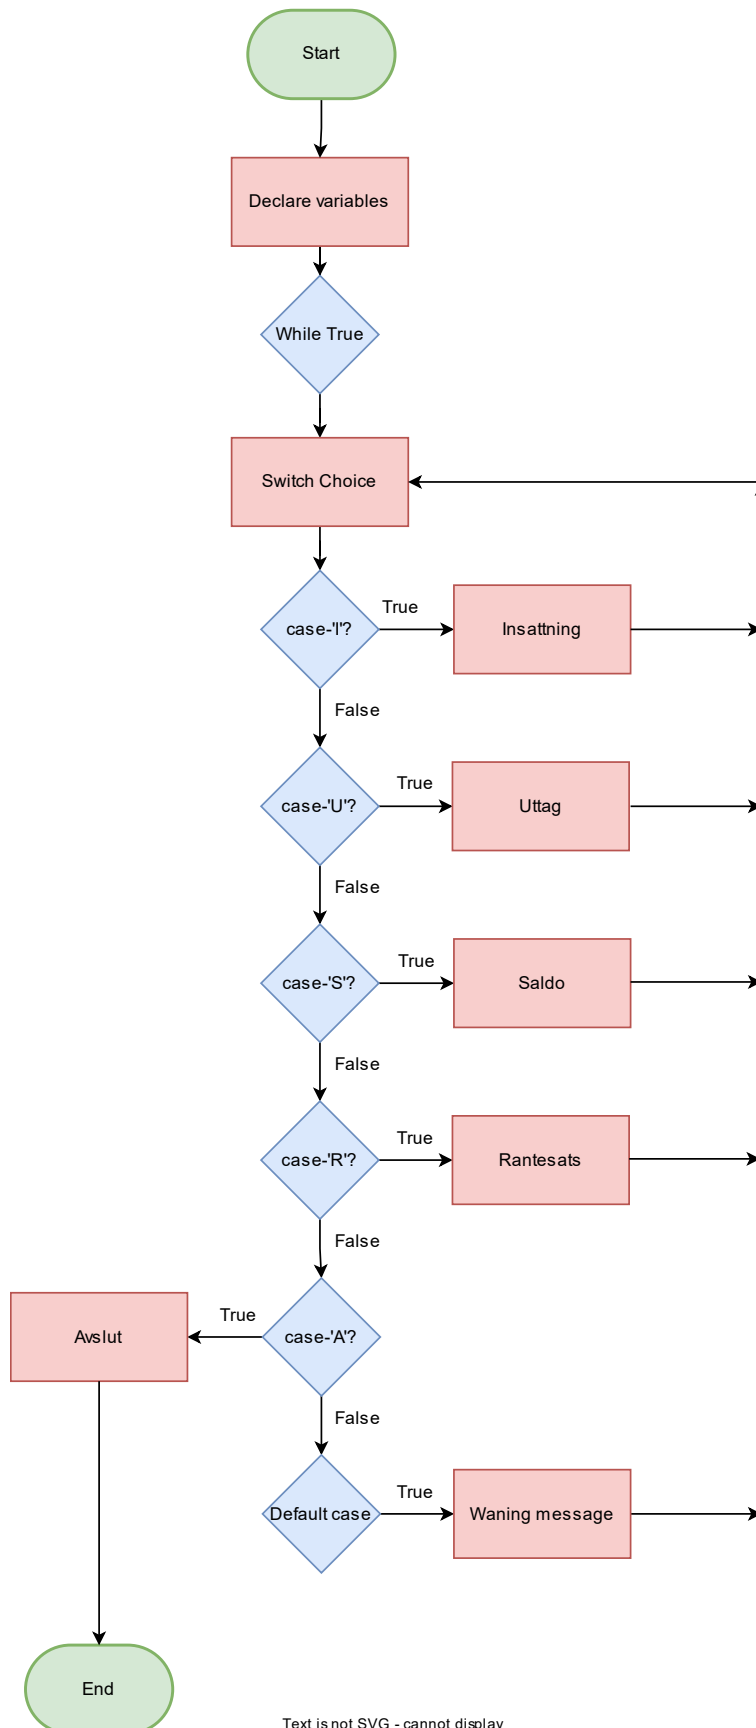 Start
Declare variables
While True
Switch Choice
case-'I'?
True
Insattning
False
case-'U'?
True
Uttag
False
case-'S'?
True
Saldo
False
case-'R'?
True
Rantesats
False
Avslut
True
case-'A'?
False
Default case
True
Waning message
End
Text is not SVG - cannot display